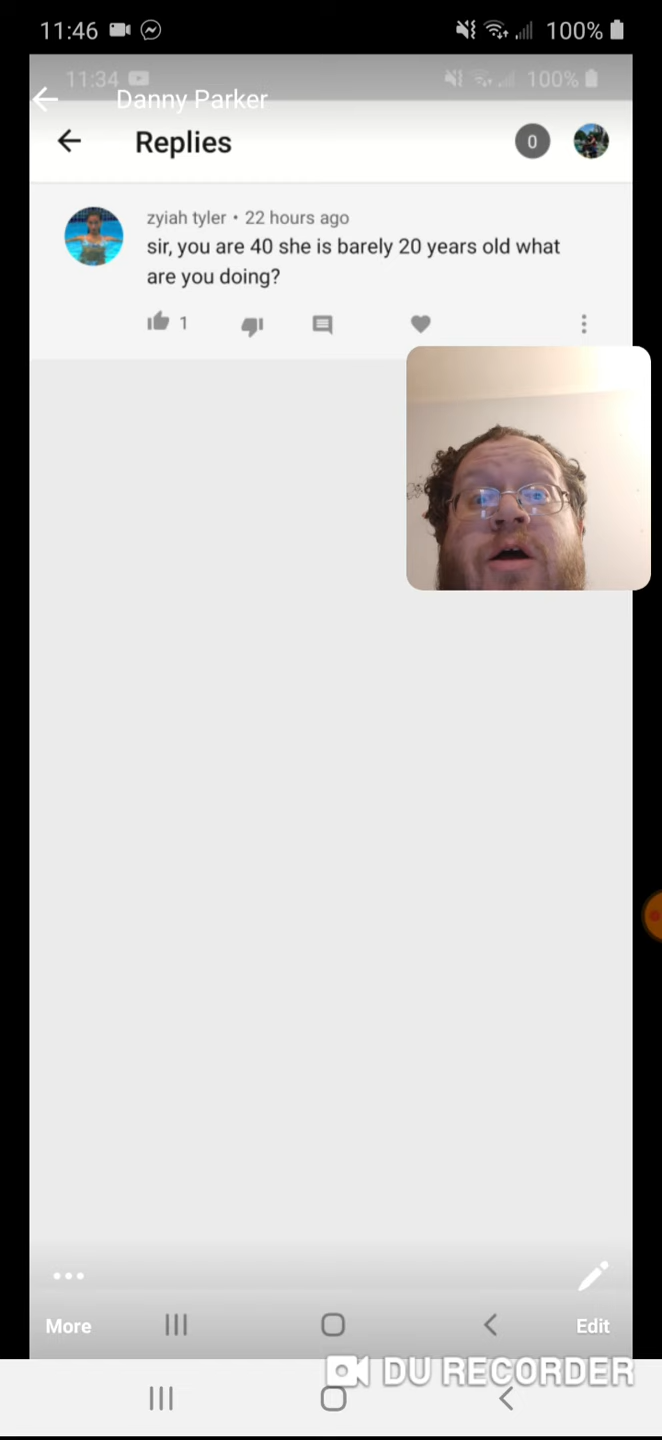 11:46 100%
11:34 100%
Danny Parker
Replies 0
zyiah tyler • 22 hours ago
sir, you are 40 she is barely 20 years old what
are you doing?
1
More Edit
DU RECORDER